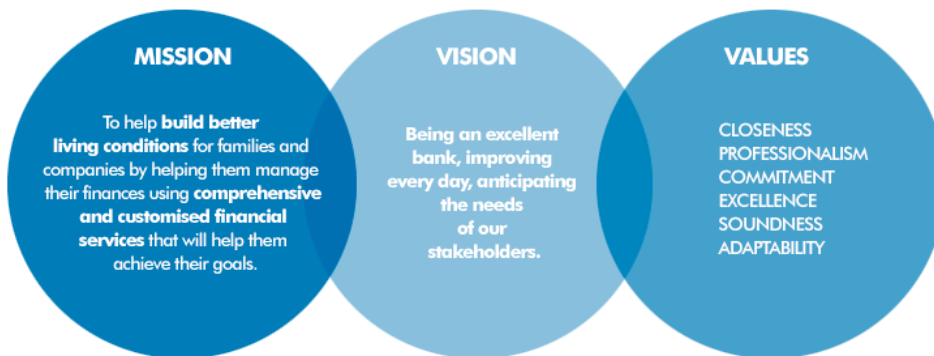 MISSION
To help build better
living conditions for families and
companies by helping them manage
their finances using comprehensive
and customised financial
services that will help them
achieve their goals.
VISION
Being an excellent
bank, improving
every day, anticipating
the needs
of our
stakeholders.
VALUES
CLOSENESS
PROFESSIONALISM
COMMITMENT
EXCELLENCE
SOUNDNESS
ADAPTABILITY